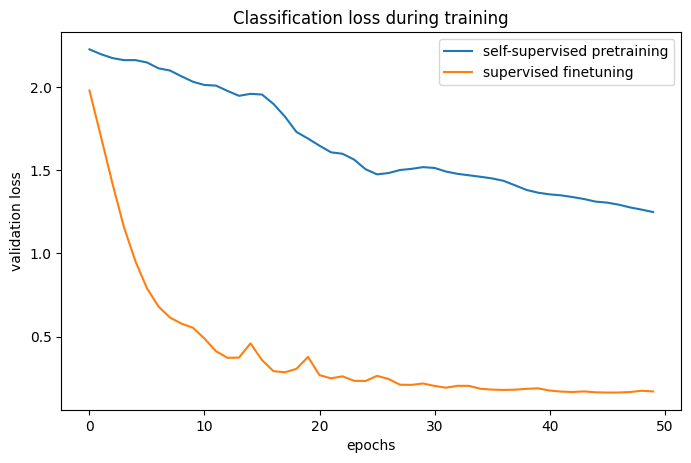 Classification loss during training
self-supervised pretraining
supervised finetuning
validation loss
2.0
1.5
1.0
0.5
0 10 20 30 40 50
epochs